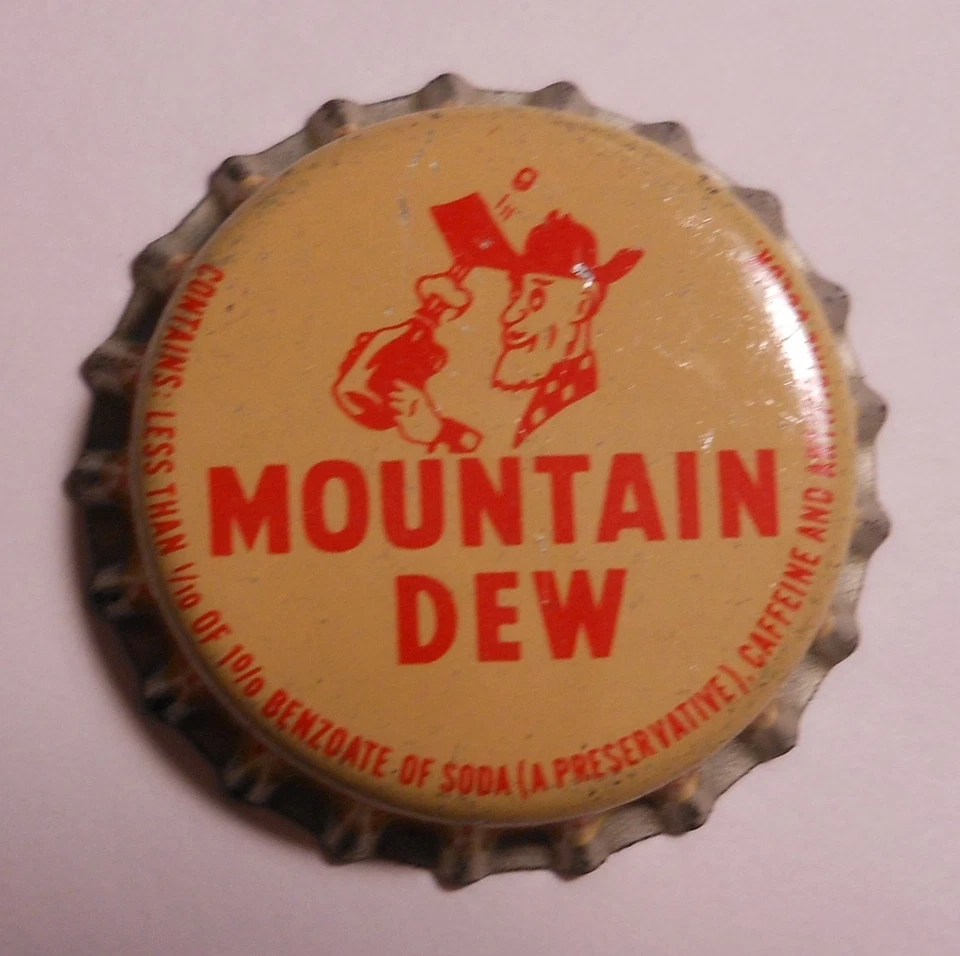 MOUNTAIN
DEW
CONTAINS: LESS THAN 1/10 OF 1% BENZOATE OF SODA (A PRESERVATIVE), CAFFEINE AND